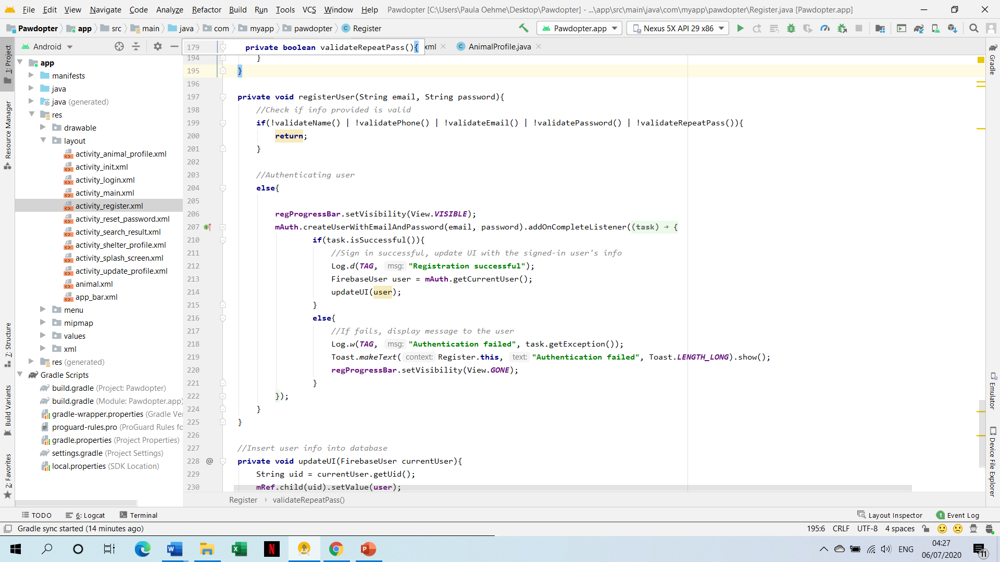 File Edit View Navigate Code Analyze Refactor Build Run Tools VCS Window Help Pawdopter [C:\Users\Paula Oehme\Desktop\Pawdopter] - ...\app\src\main\java\com\myapp\pawdopter\Register.java [Pawdopter.app]
Pawdopter app src main java com myapp pawdopter Register Pawdopter.app Nexus 5X API 29 x86
Android
179 private boolean validateRepeatPass(){ xml AnimalProfile.java
1: Project
Resource Manager
7: Structure
Build Variants
2: Favorites
app
manifests
java
java (generated)
res
drawable
layout
activity_animal_profile.xml
activity_init.xml
activity_login.xml
activity_main.xml
activity_register.xml
activity_reset_password.xml
activity_search_result.xml
activity_shelter_profile.xml
activity_splash_screen.xml
activity_update_profile.xml
animal.xml
app_bar.xml
menu
mipmap
values
xml
res (generated)
Gradle Scripts
build.gradle (Project: Pawdopter)
build.gradle (Module: Pawdopter.app)
gradle-wrapper.properties (Gradle Ve
proguard-rules.pro (ProGuard Rules fo
gradle.properties (Project Properties)
settings.gradle (Project Settings)
local.properties (SDK Location)
194 }
195 }
196
197 private void registerUser(String email, String password){
198 //Check if info provided is valid
199 if(!validateName() | !validatePhone() | !validateEmail() | !validatePassword() | !validateRepeatPass()){
200 return;
201 }
202
203 //Authenticating user
204 else{
205
206 regProgressBar.setVisibility(View.VISIBLE);
207 mAuth.createUserWithEmailAndPassword(email, password).addOnCompleteListener((task) → {
210 if(task.isSuccessful()){
211 //Sign in successful, update UI with the signed-in user's info
212 Log.d(TAG, msg: "Registration successful");
213 FirebaseUser user = mAuth.getCurrentUser();
214 updateUI(user);
215 }
216 else{
217 //If fails, display message to the user
218 Log.w(TAG, msg: "Authentication failed", task.getException());
219 Toast.makeText( context: Register.this, text: "Authentication failed", Toast.LENGTH_LONG).show();
220 regProgressBar.setVisibility(View.GONE);
221 }
222 });
224 }
225 }
226
227 //Insert user info into database
228 @ private void updateUI(FirebaseUser currentUser){
229 String uid = currentUser.getUid();
230 mRef.child(uid).setValue(user);
Gradle
Emulator
Device File Explorer
Register › validateRepeatPass()
TODO 6: Logcat Terminal Layout Inspector 1 Event Log
Gradle sync started (14 minutes ago) 195:6 CRLF UTF-8 4 spaces
ENG 04:27
06/07/2020 11